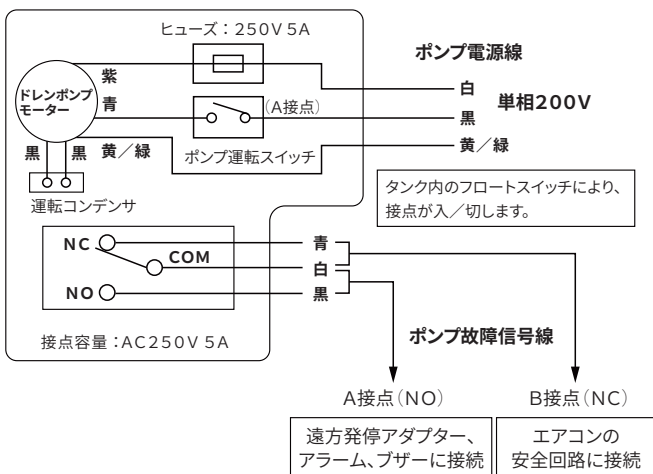 ヒューズ：250V 5A
ポンプ電源線
紫
白
ドレンポンプ
モーター
青
(A接点)
単相200V
黒
黒
黒
黄／緑
ポンプ運転スイッチ
黄／緑
運転コンデンサ
タンク内のフロートスイッチにより、
接点が入／切します。
NC
COM
NO
青
白
黒
接点容量：AC250V 5A
ポンプ故障信号線
A接点(NO)
B接点(NC)
遠方発停アダプター、
アラーム、ブザーに接続
エアコンの
安全回路に接続